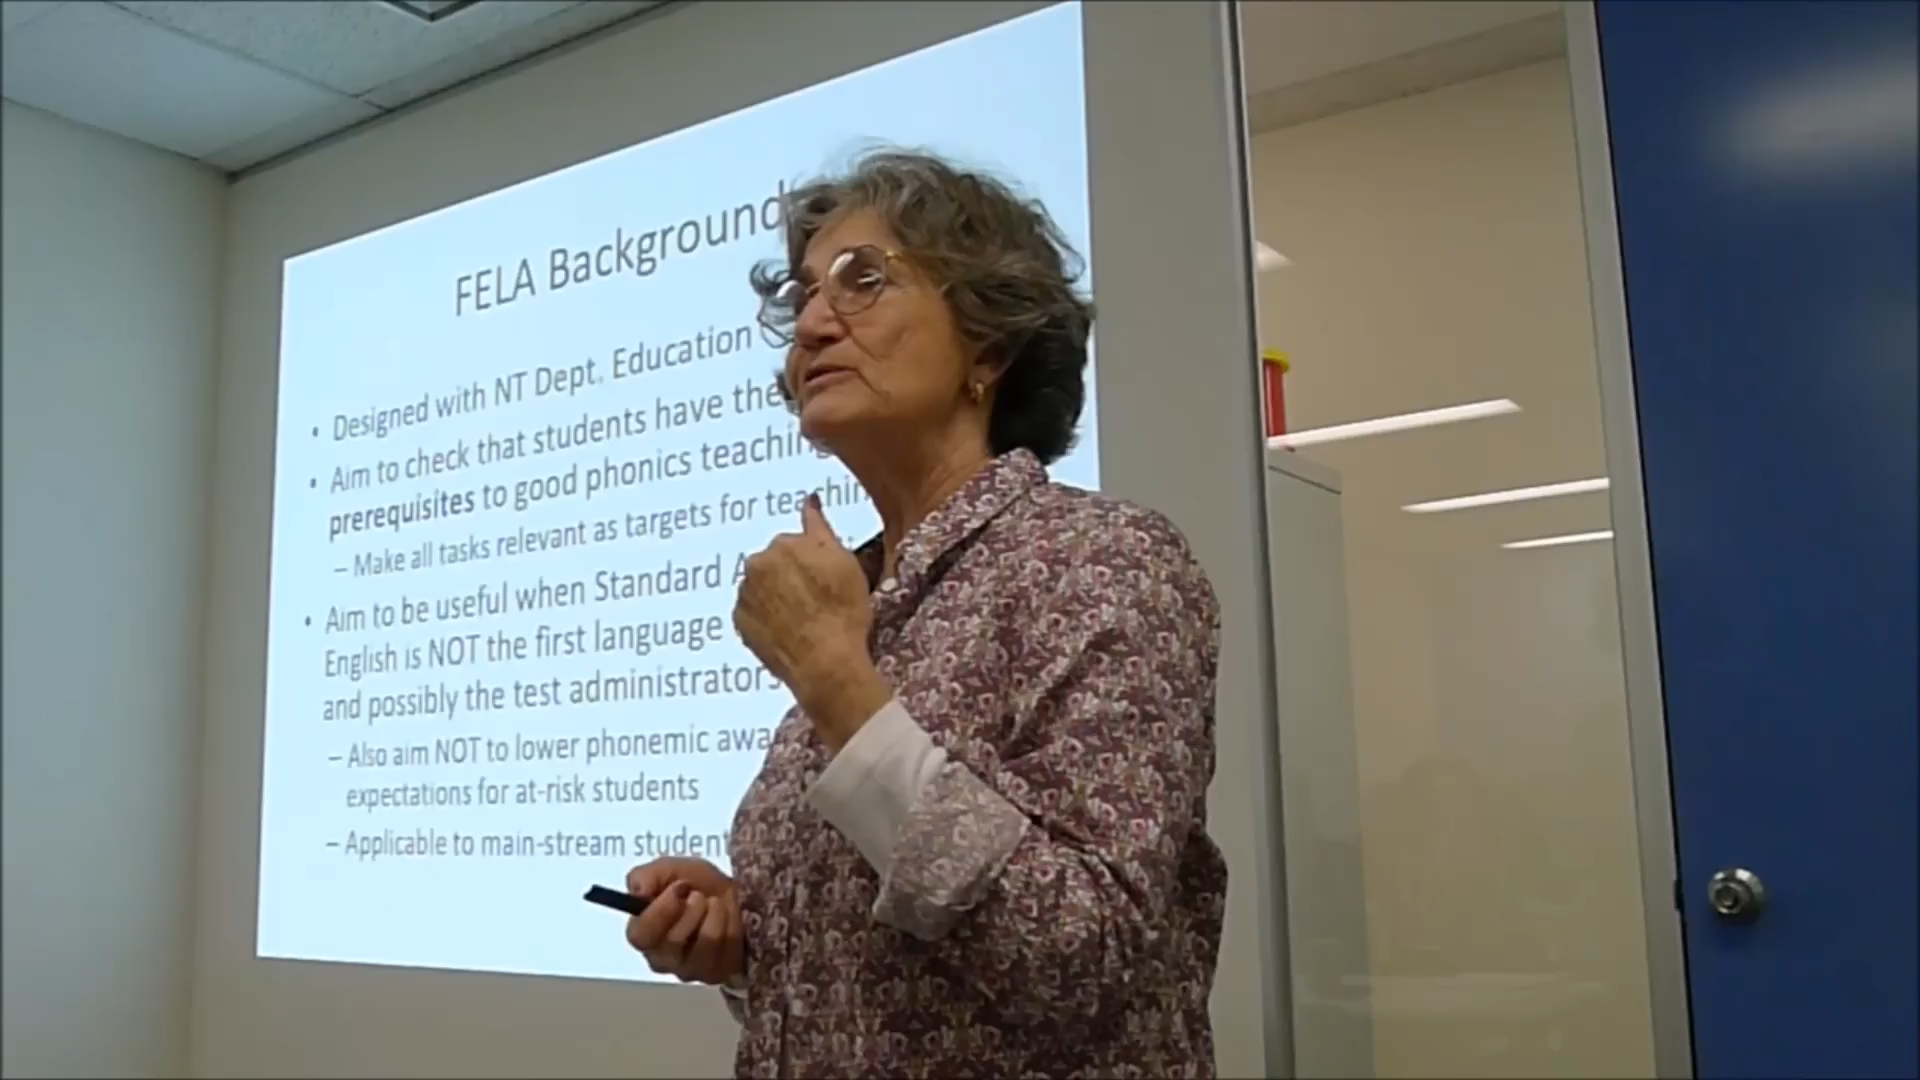 FELA Background
• Designed with NT Dept. Education
• Aim to check that students have the
prerequisites to good phonics teaching
– Make all tasks relevant as targets for teachin
• Aim to be useful when Standard A
English is NOT the first language
and possibly the test administrators
– Also aim NOT to lower phonemic awa
expectations for at-risk students
– Applicable to main-stream student